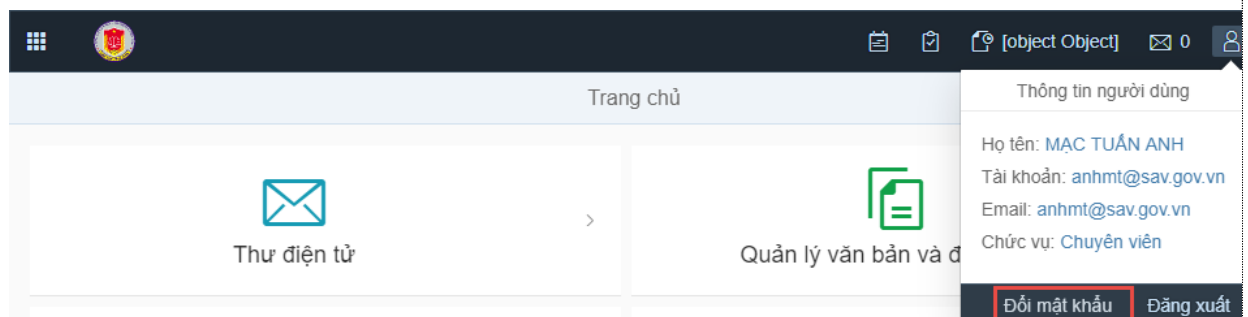 [object Object] 0
Trang chủ
Thông tin người dùng
Họ tên: MẠC TUẤN ANH
Tài khoản: anhmt@sav.gov.vn
Email: anhmt@sav.gov.vn
Chức vụ: Chuyên viên
Đổi mật khẩu Đăng xuất
Thư điện tử
Quản lý văn bản và